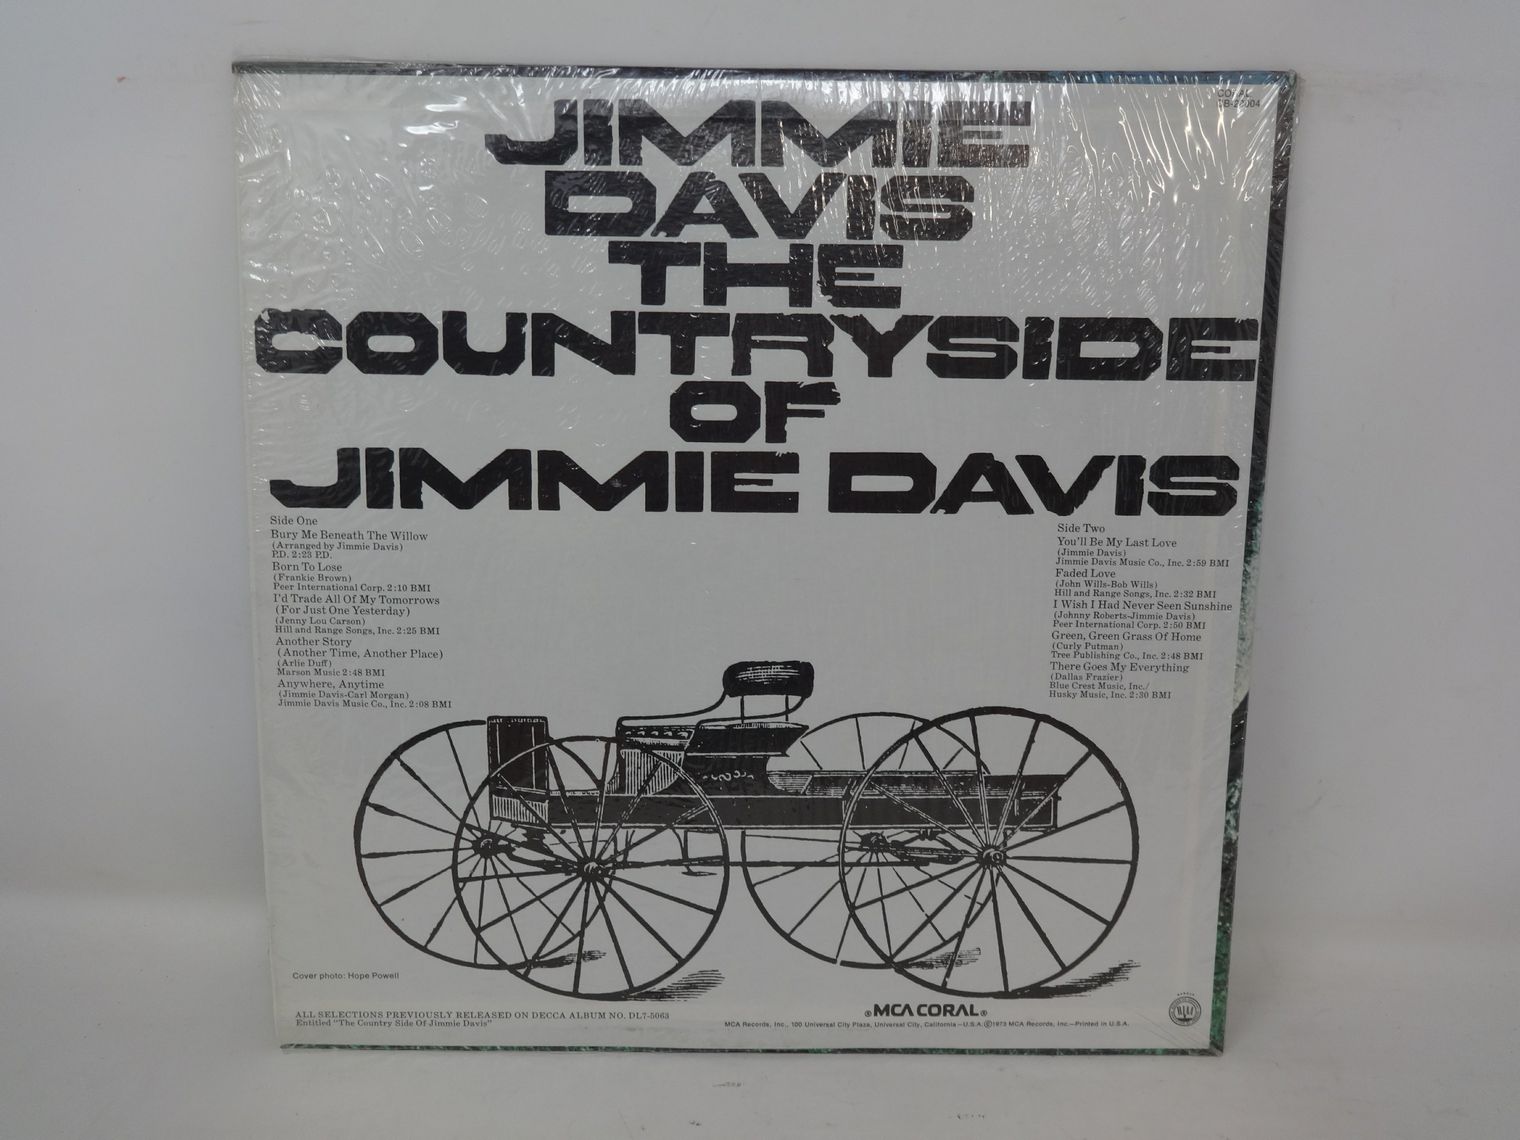 JIMMIE
DAVIS
THE
COUNTRYSIDE
OF
JIMMIE DAVIS
Side One
Bury Me Beneath The Willow
(Arranged by Jimmie Davis)
P.D. 2:23 P.D.
Born To Lose
(Frankie Brown)
Peer International Corp. 2:10 BMI
I'd Trade All Of My Tomorrows
(For Just One Yesterday)
(Jenny Lou Carson)
Hill and Range Songs, Inc. 2:25 BMI
Another Story
(Another Time, Another Place)
(Arlie Duff)
Marson Music 2:48 BMI
Anywhere, Anytime
(Jimmie Davis-Carl Morgan)
Jimmie Davis Music Co., Inc. 2:08 BMI
Side Two
You'll Be My Last Love
(Jimmie Davis)
Jimmie Davis Music Co., Inc. 2:59 BMI
Faded Love
(John Wills-Bob Wills)
Hill and Range Songs, Inc. 2:32 BMI
I Wish I Had Never Seen Sunshine
(Johnny Roberts-Jimmie Davis)
Peer International Corp. 2:50 BMI
Green, Green Grass Of Home
(Curly Putman)
Tree Publishing Co., Inc. 2:48 BMI
There Goes My Everything
(Dallas Frazier)
Blue Crest Music, Inc./
Husky Music, Inc. 2:30 BMI
Cover photo: Hope Powell
ALL SELECTIONS PREVIOUSLY RELEASED ON DECCA ALBUM NO. DL7-5063
Entitled "The Country Side Of Jimmie Davis"
® MCA CORAL ®
MCA Records, Inc., 100 Universal City Plaza, Universal City, California—U.S.A. ©1973 MCA Records, Inc.—Printed in U.S.A.